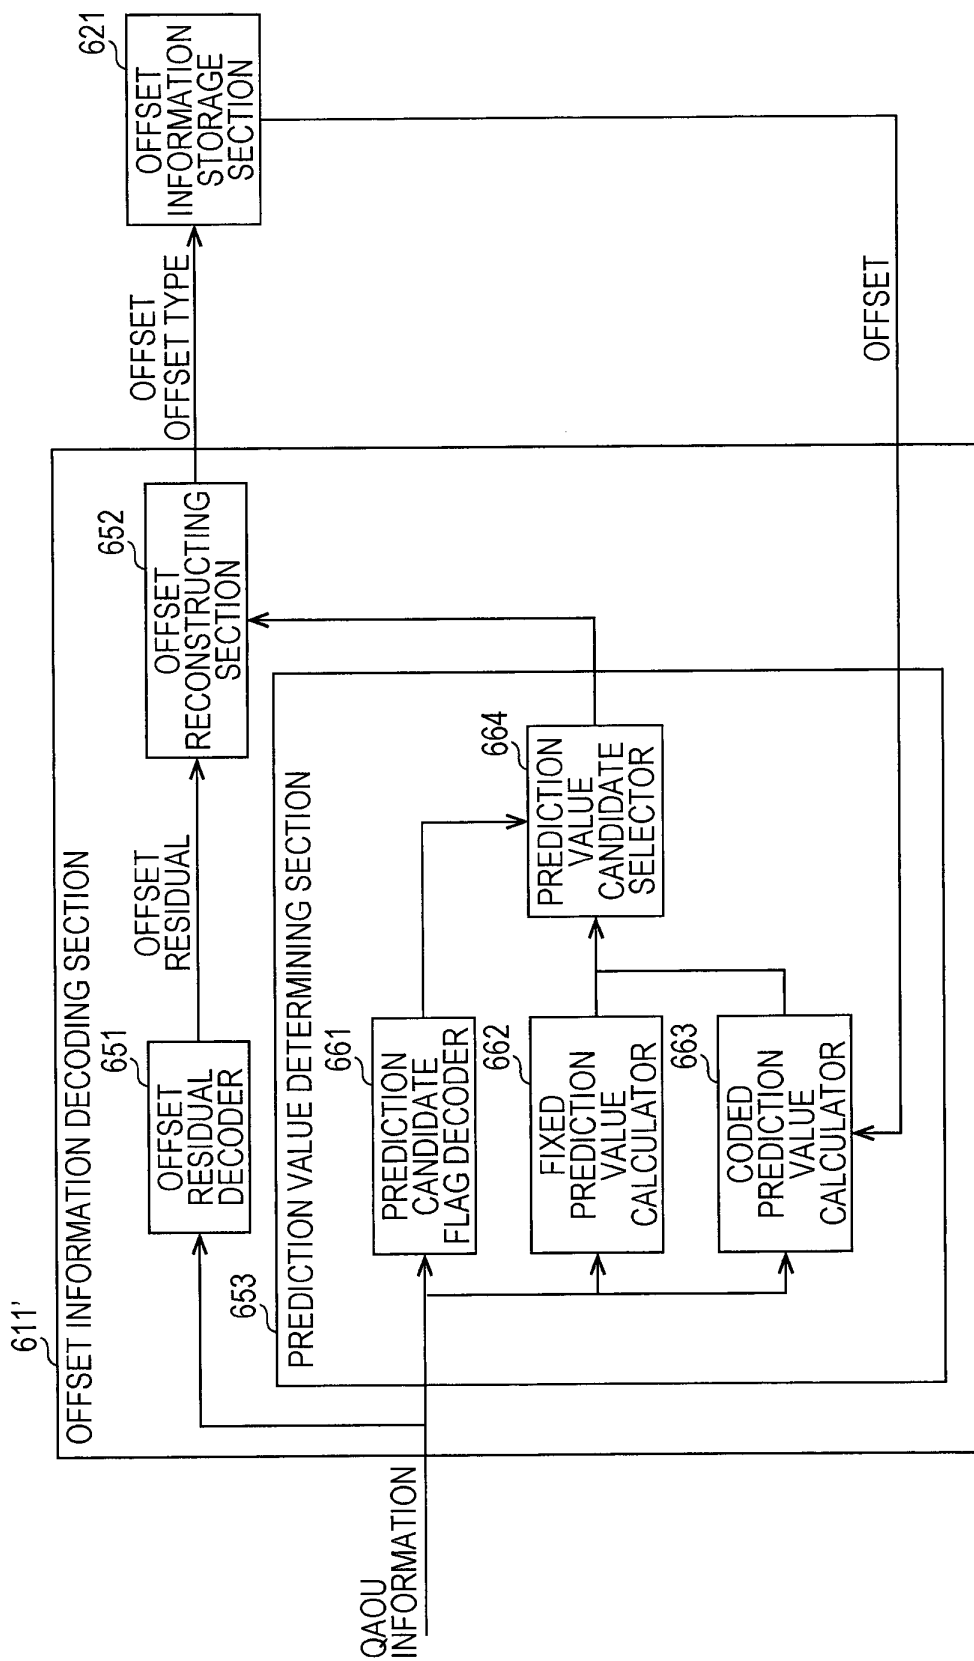 611'
OFFSET INFORMATION DECODING SECTION
QAOU
INFORMATION
651
OFFSET
RESIDUAL
DECODER
OFFSET
RESIDUAL
652
OFFSET
RECONSTRUCTING
SECTION
OFFSET
OFFSET TYPE
621
OFFSET
INFORMATION
STORAGE
SECTION
653
PREDICTION VALUE DETERMINING SECTION
661
PREDICTION
CANDIDATE
FLAG DECODER
662
FIXED
PREDICTION
VALUE
CALCULATOR
663
CODED
PREDICTION
VALUE
CALCULATOR
664
PREDICTION
VALUE
CANDIDATE
SELECTOR
OFFSET